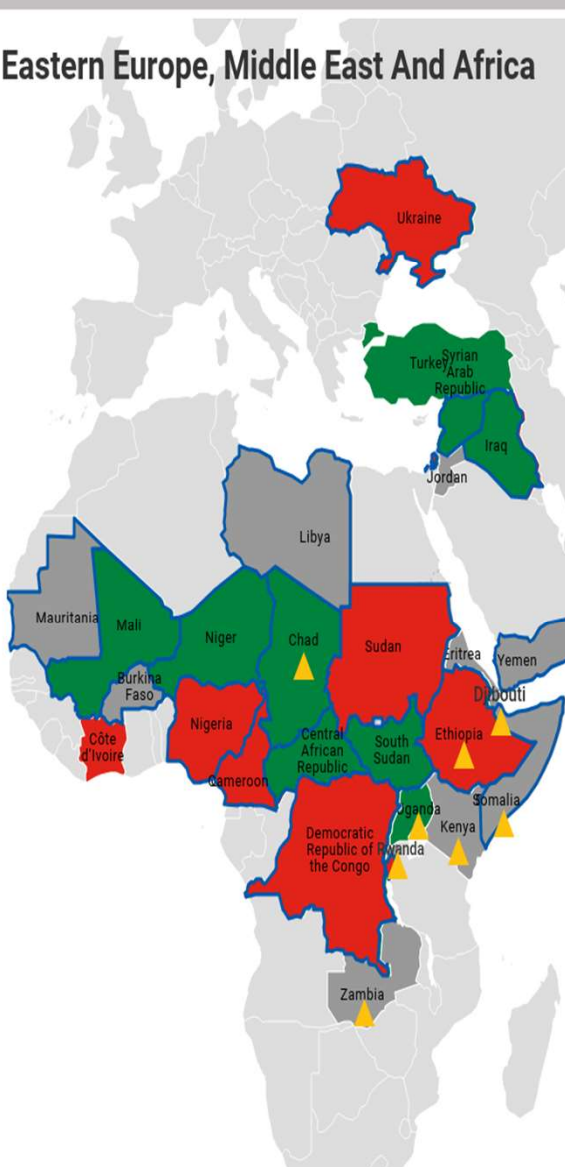 Eastern Europe, Middle East And Africa
Ukraine
Turkey
Syrian
Arab
Republic
Iraq
Jordan
Libya
Mauritania
Mali
Niger
Chad
Sudan
Eritrea
Yemen
Burkina
Faso
Djibouti
Nigeria
Côte
d'Ivoire
Central
African
Republic
South
Sudan
Ethiopia
Cameroon
Uganda
Kenya
Somalia
Democratic
Republic of
the Congo
Rwanda
Zambia